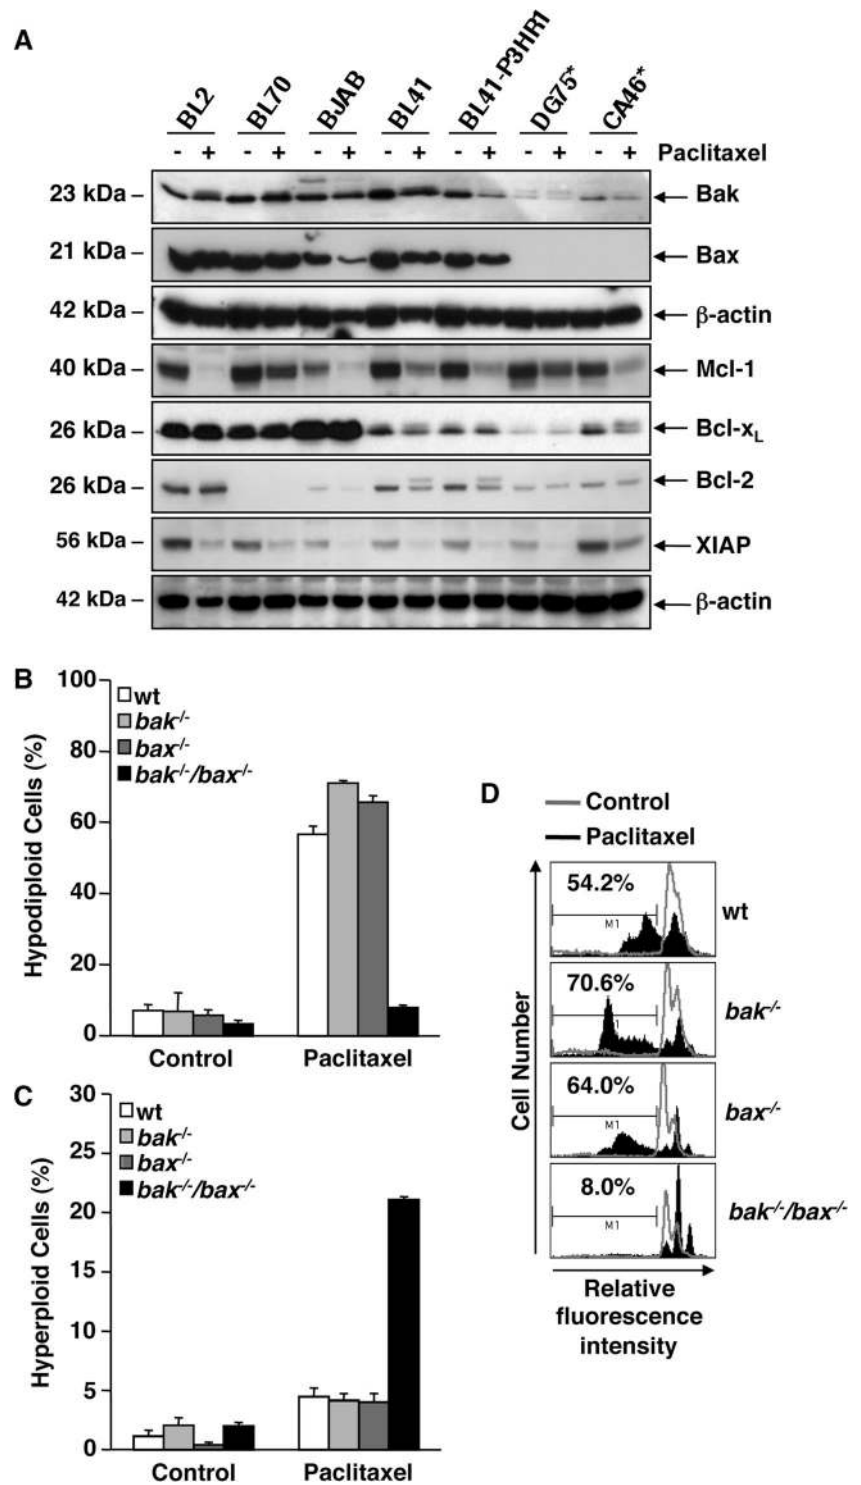 A
BL2 BL70 BJAB BL41 BL41-P3HR1 DG75* CA46*
- + - + - + - + - + - + - + Paclitaxel
23 kDa – Bak
21 kDa – Bax
42 kDa – β-actin
40 kDa – Mcl-1
26 kDa – Bcl-xL
26 kDa – Bcl-2
56 kDa – XIAP
42 kDa – β-actin
B
Hypodiploid Cells (%)
100
80
60
40
20
0
wt
bak-/-
bax-/-
bak-/-/bax-/-
Control Paclitaxel
C
Hyperploid Cells (%)
30
25
20
15
10
5
0
wt
bak-/-
bax-/-
bak-/-/bax-/-
Control Paclitaxel
D
Control
Paclitaxel
Cell Number
54.2%
M1
wt
70.6%
bak-/-
64.0%
M1
bax-/-
8.0%
M1
bak-/-/bax-/-
Relative
fluorescence
intensity